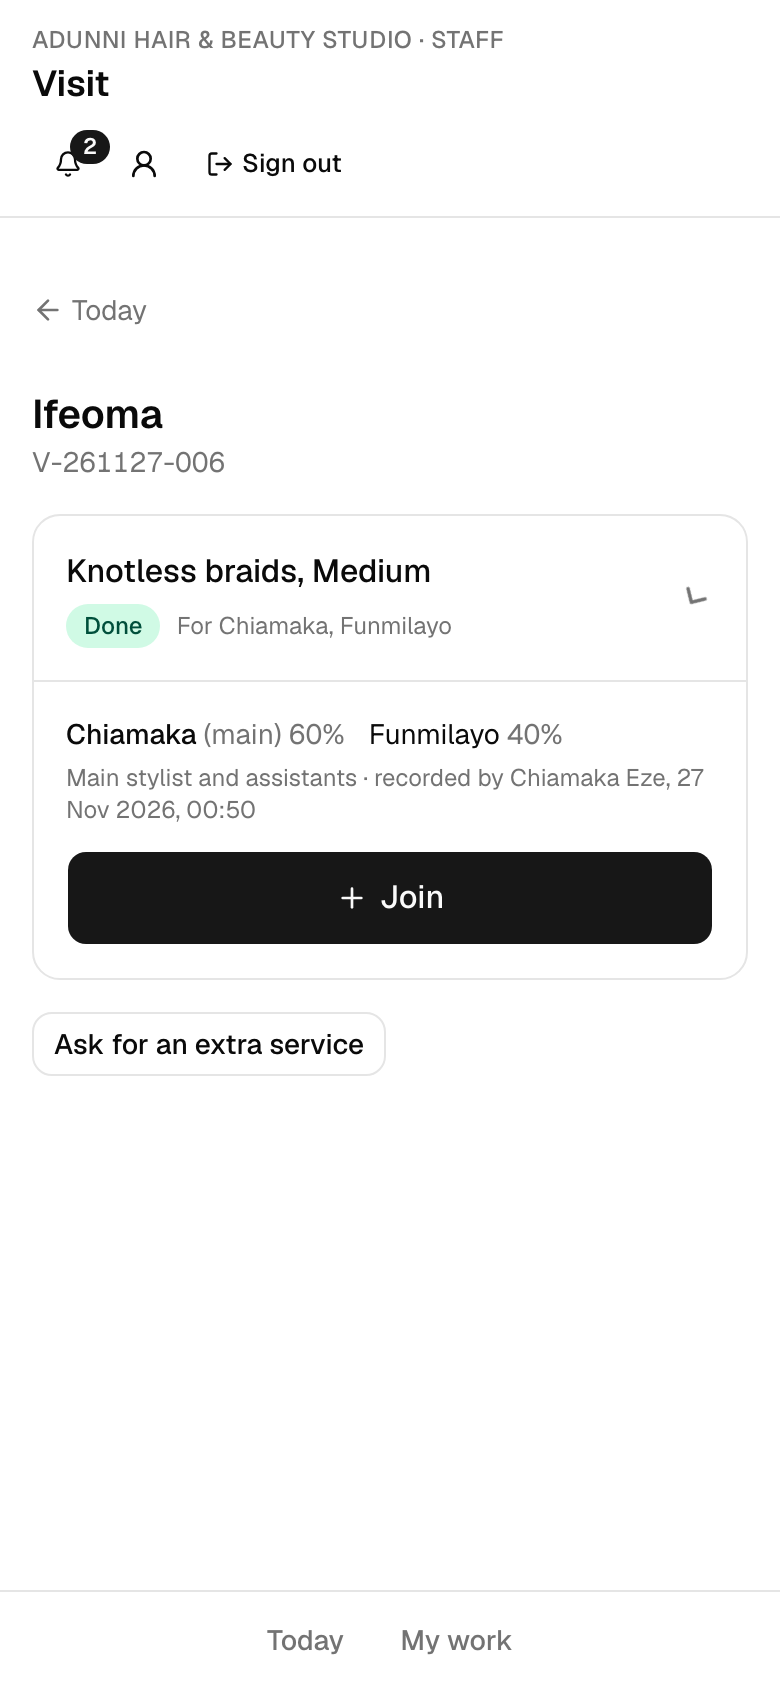 ADUNNI HAIR & BEAUTY STUDIO · STAFF
Visit
2
Sign out
Today
Ifeoma
V-261127-006
Knotless braids, Medium
Done For Chiamaka, Funmilayo
Chiamaka (main) 60% Funmilayo 40%
Main stylist and assistants · recorded by Chiamaka Eze, 27
Nov 2026, 00:50
+ Join
Ask for an extra service
Today My work